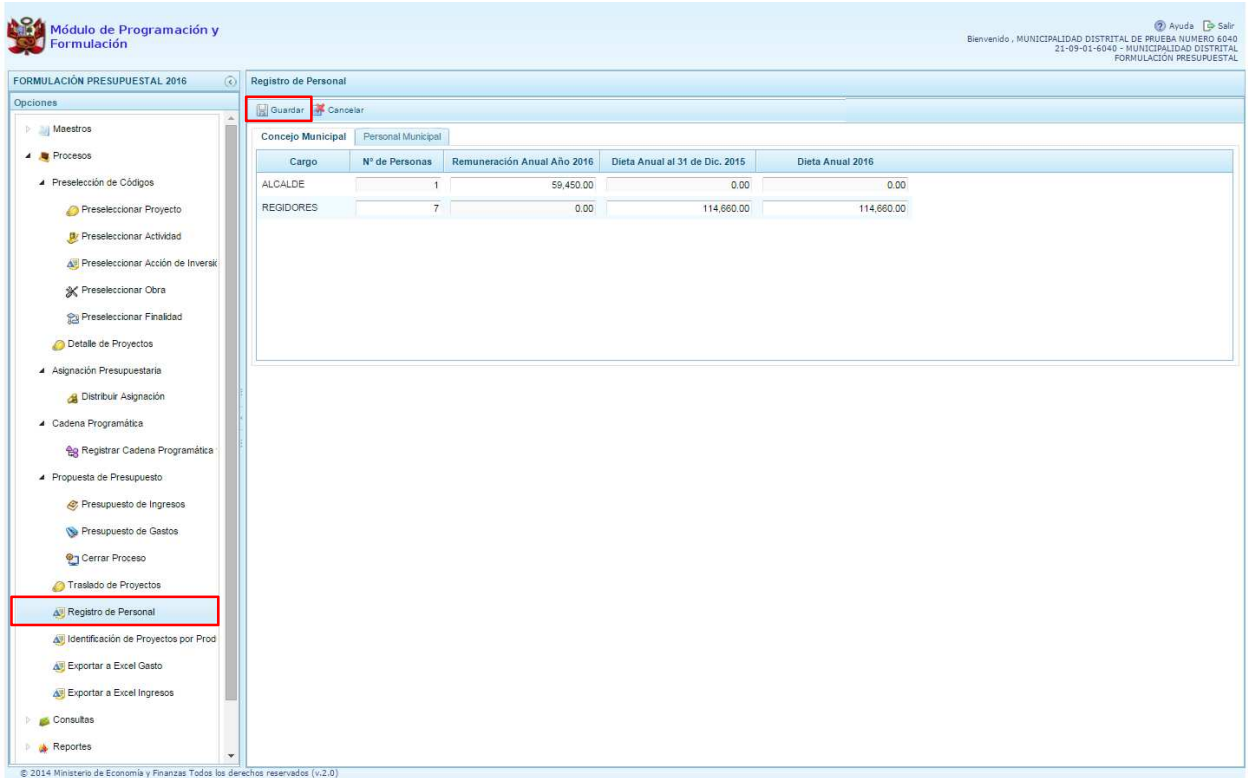 Módulo de Programación y
Formulación
Ayuda Salir
Bienvenido , MUNICIPALIDAD DISTRITAL DE PRUEBA NUMERO 6040
21-09-01-6040 - MUNICIPALIDAD DISTRITAL
FORMULACIÓN PRESUPUESTAL
FORMULACIÓN PRESUPUESTAL 2016
Opciones
Maestros
Procesos
Preselección de Códigos
Preseleccionar Proyecto
Preseleccionar Actividad
Preseleccionar Acción de Inversió
Preseleccionar Obra
Preseleccionar Finalidad
Detalle de Proyectos
Asignación Presupuestaria
Distribuir Asignación
Cadena Programática
Registrar Cadena Programática
Propuesta de Presupuesto
Presupuesto de Ingresos
Presupuesto de Gastos
Cerrar Proceso
Traslado de Proyectos
Registro de Personal
Identificación de Proyectos por Prod
Exportar a Excel Gasto
Exportar a Excel Ingresos
Consultas
Reportes
Registro de Personal
Guardar Cancelar
Concejo Municipal Personal Municipal
Cargo Nº de Personas Remuneración Anual Año 2016 Dieta Anual al 31 de Dic. 2015 Dieta Anual 2016
ALCALDE 1 59,450.00 0.00 0.00
REGIDORES 7 0.00 114,660.00 114,660.00
© 2014 Ministerio de Economía y Finanzas Todos los derechos reservados (v.2.0)